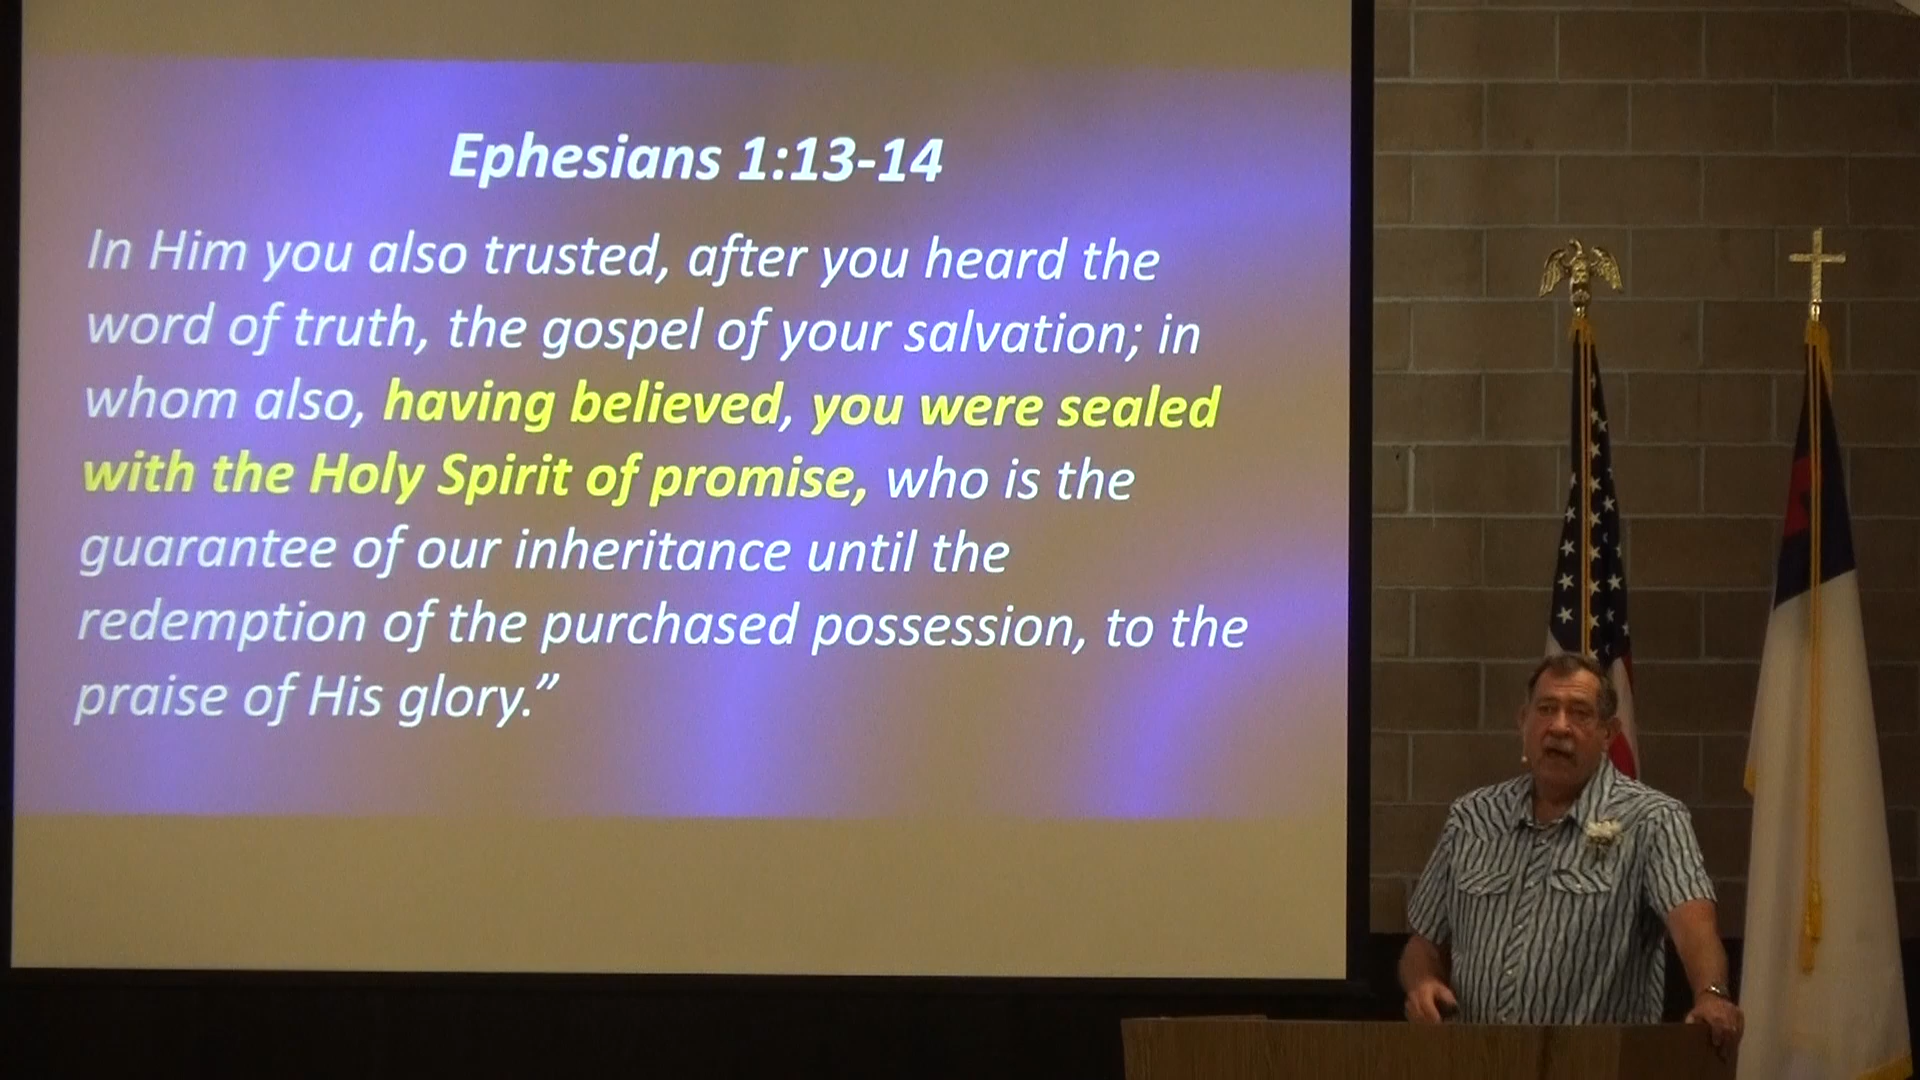 Ephesians 1:13-14
In Him you also trusted, after you heard the
word of truth, the gospel of your salvation; in
whom also, having believed, you were sealed
with the Holy Spirit of promise, who is the
guarantee of our inheritance until the
redemption of the purchased possession, to the
praise of His glory.”